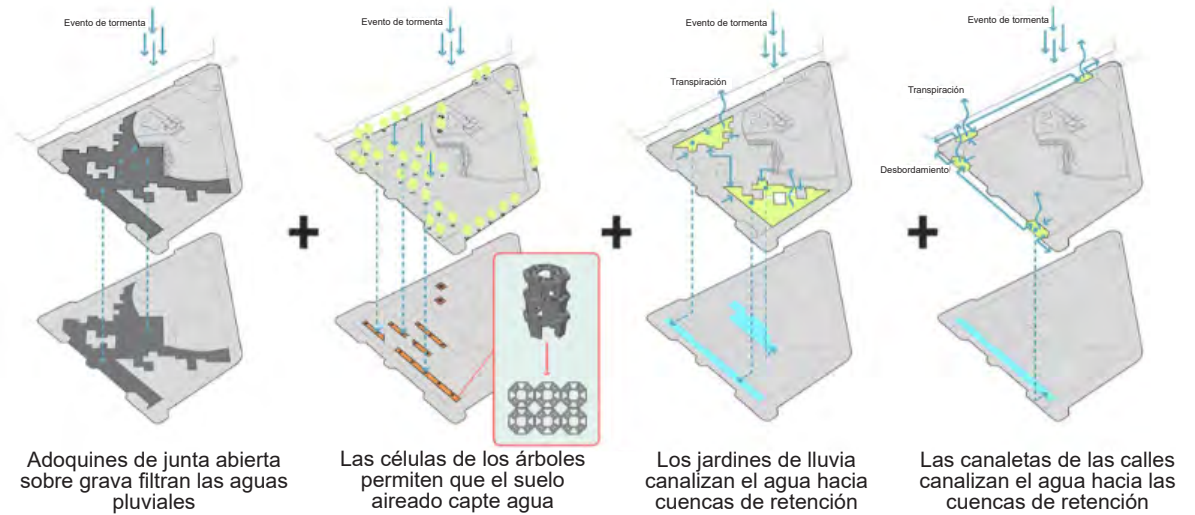 Evento de tormenta
Evento de tormenta
Evento de tormenta
Evento de tormenta
Transpiración
Transpiración
Desbordamiento
Adoquines de junta abierta
sobre grava filtran las aguas
pluviales
Las células de los árboles
permiten que el suelo
aireado capte agua
Los jardines de lluvia
canalizan el agua hacia
cuencas de retención
Las canaletas de las calles
canalizan el agua hacia las
cuencas de retención